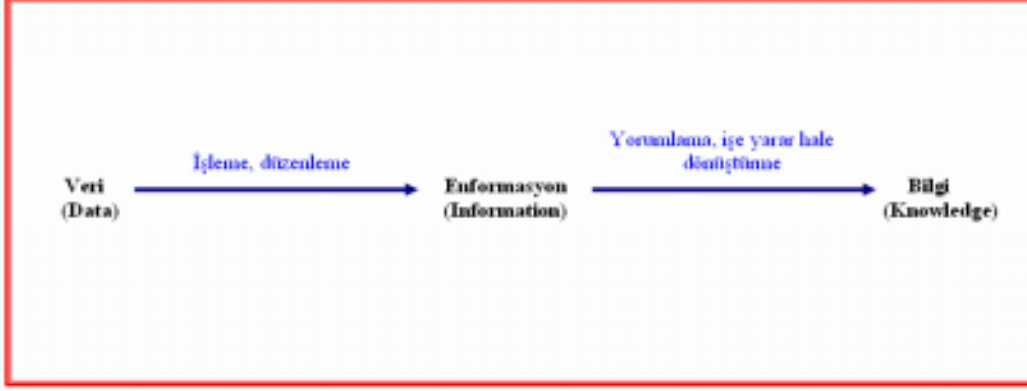 İşleme, düzenleme
Yorumlama, işe yarar hale
dönüştürme
Veri
(Data)
Enformasyon
(Information)
Bilgi
(Knowledge)